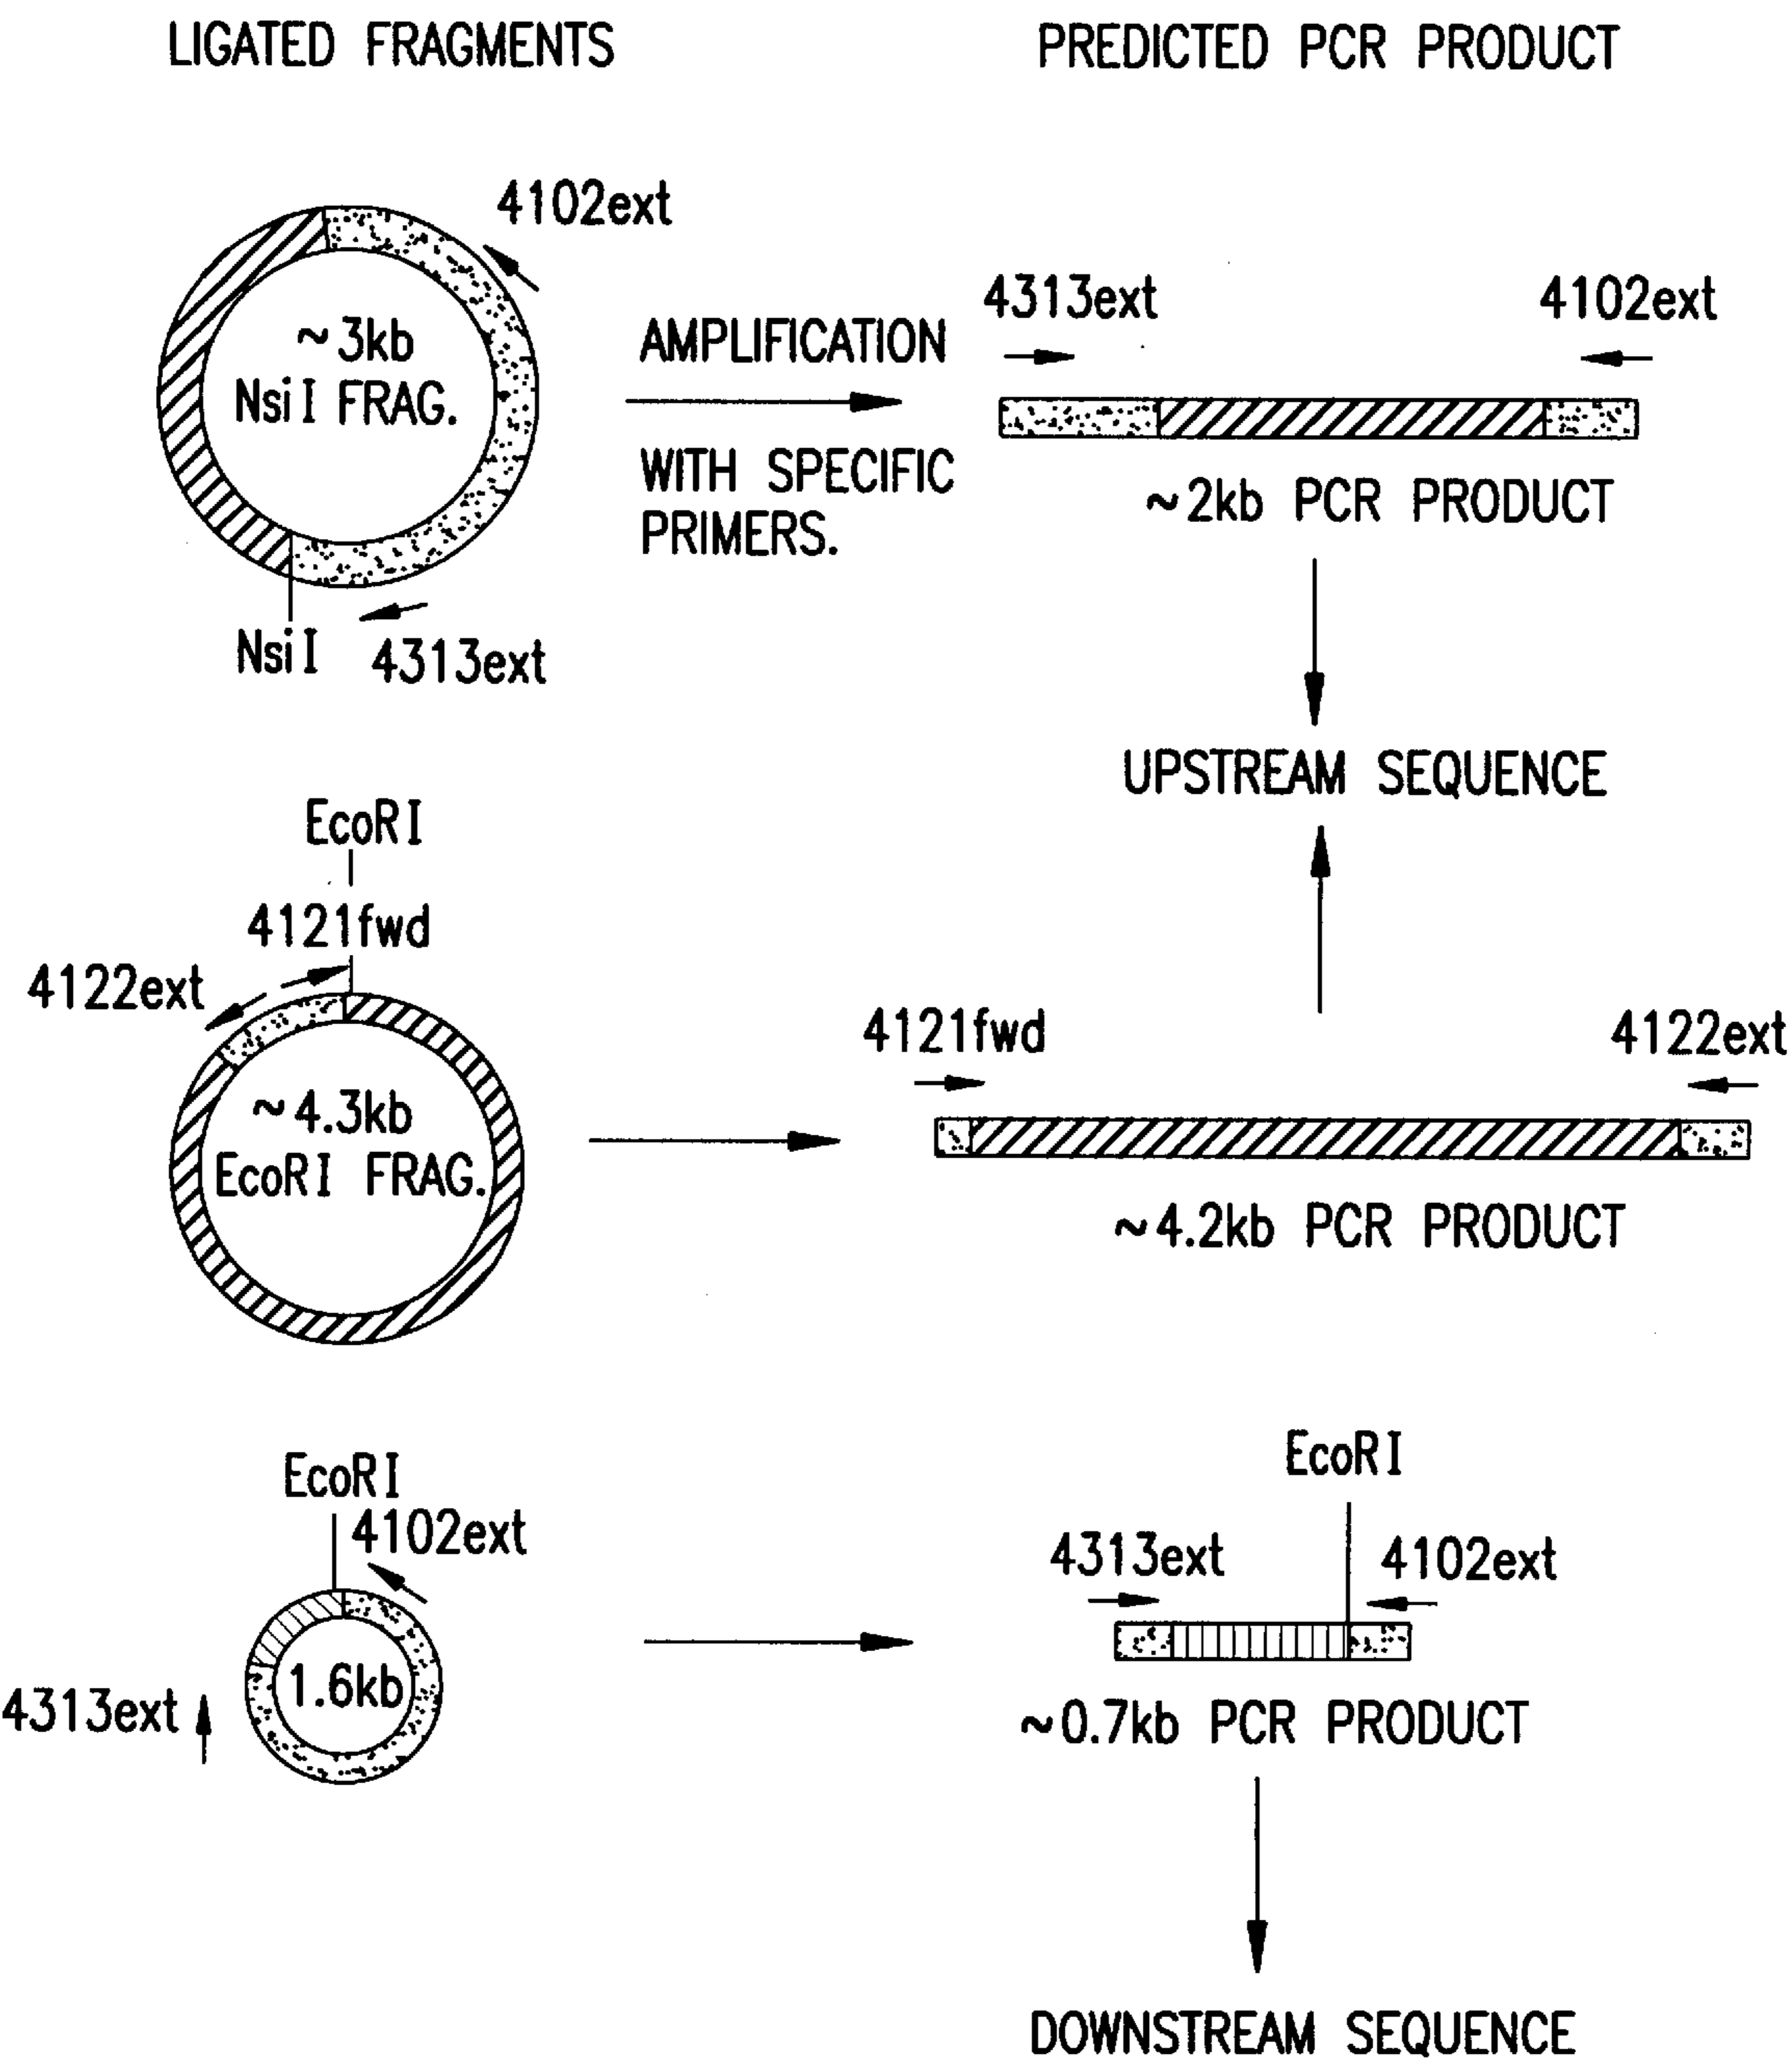 LIGATED FRAGMENTS
PREDICTED PCR PRODUCT
4102ext
~3kb
NsiI FRAG.
NsiI
4313ext
AMPLIFICATION
WITH SPECIFIC
PRIMERS.
4313ext
4102ext
~2kb PCR PRODUCT
UPSTREAM SEQUENCE
EcoRI
4121fwd
4122ext
~4.3kb
EcoRI FRAG.
4121fwd
4122ext
~4.2kb PCR PRODUCT
EcoRI
4102ext
1.6kb
4313ext
EcoRI
4313ext
4102ext
~0.7kb PCR PRODUCT
DOWNSTREAM SEQUENCE